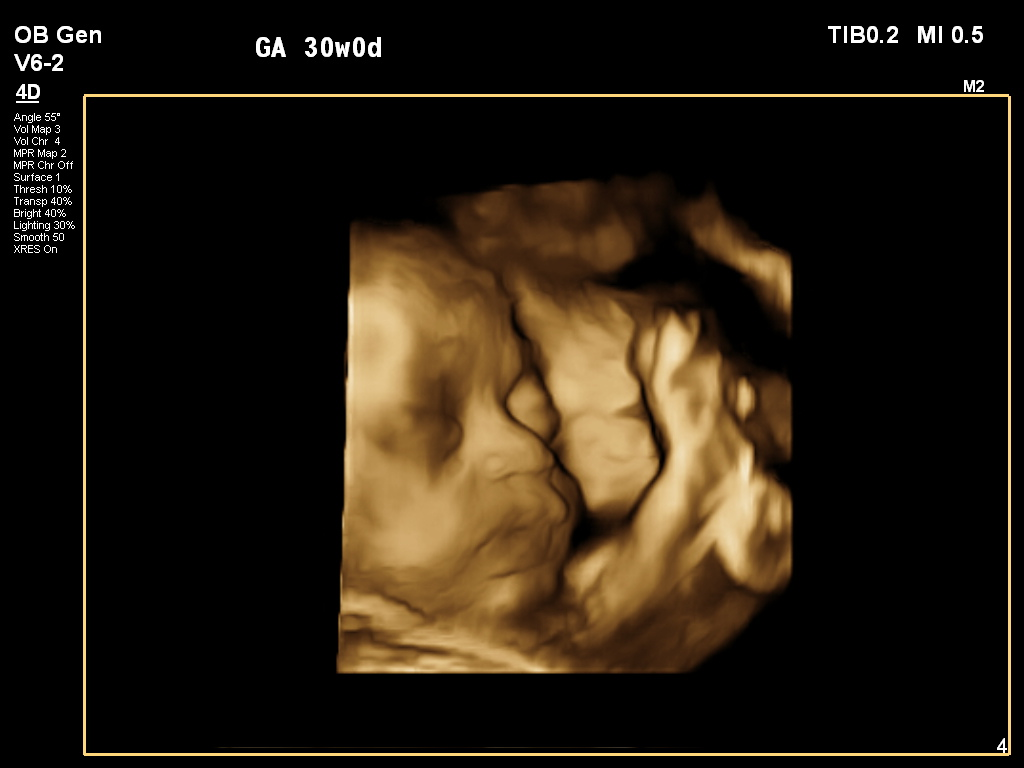 OB Gen
V6-2
4D
GA 30w0d
TIB0.2 MI 0.5
M2
Angle 55°
Vol Map 3
Vol Chr 4
MPR Map 2
MPR Chr Off
Surface 1
Thresh 10%
Transp 40%
Bright 40%
Lighting 30%
Smooth 50
XRES On
4